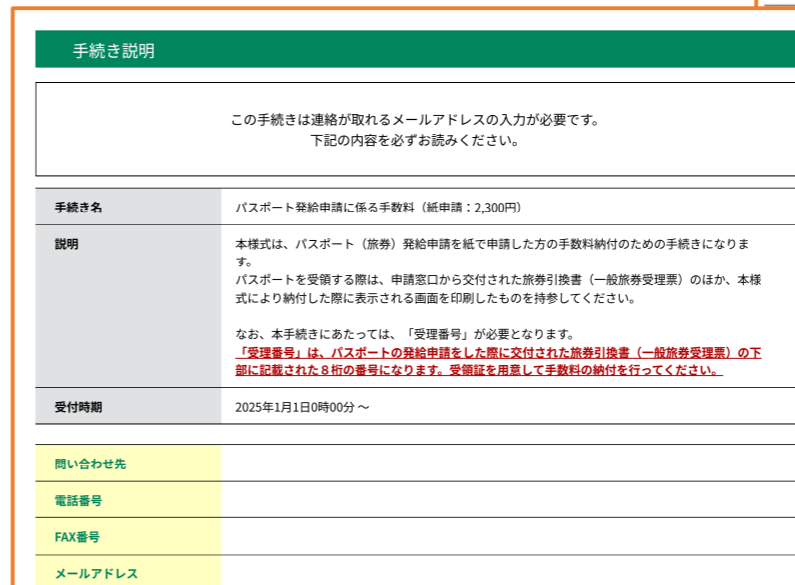 手続き説明
この手続きは連絡が取れるメールアドレスの入力が必要です。
下記の内容を必ずお読みください。
手続き名
パスポート発給申請に係る手数料（紙申請：2,300円）
説明
本様式は、パスポート（旅券）発給申請を紙で申請した方の手数料納付のための手続きになりま
す。
パスポートを受領する際は、申請窓口から交付された旅券引換書（一般旅券受理票）のほか、本様
式により納付した際に表示される画面を印刷したものを持参してください。
なお、本手続きにあたっては、「受理番号」が必要となります。
「受理番号」は、パスポートの発給申請をした際に交付された旅券引換書（一般旅券受理票）の下
部に記載された８桁の番号になります。受領証を用意して手数料の納付を行ってください。
受付時期
2025年1月1日0時00分 ～
問い合わせ先
電話番号
FAX番号
メールアドレス